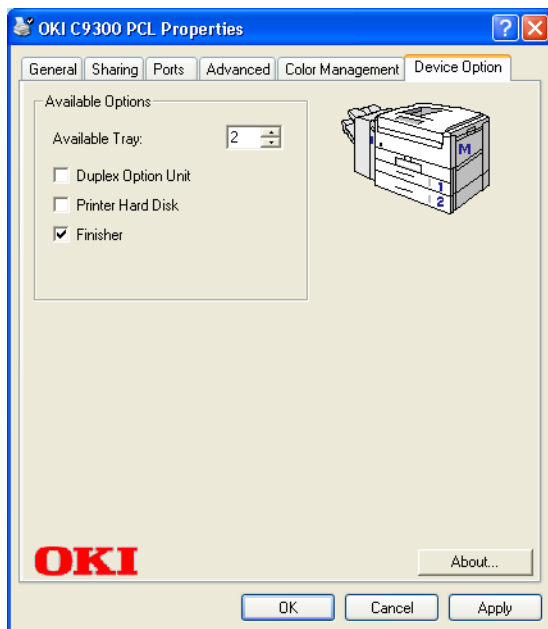 OKI C9300 PCL Properties
General Sharing Ports Advanced Color Management Device Option
Available Options
Available Tray: 2
Duplex Option Unit
Printer Hard Disk
Finisher
M
1
2
OKI
About...
OK Cancel Apply